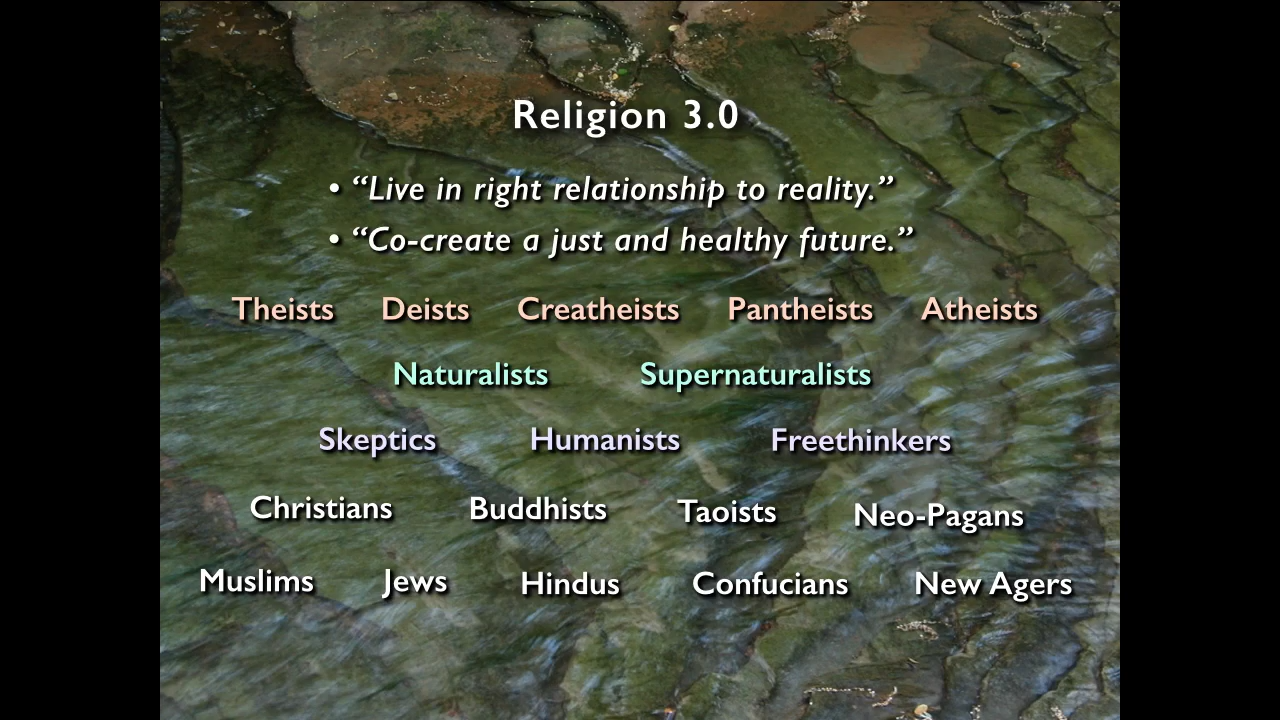 Religion 3.0
• “Live in right relationship to reality.”
• “Co-create a just and healthy future.”
Theists Deists Creatheists Pantheists Atheists
Naturalists Supernaturalists
Skeptics Humanists Freethinkers
Christians Buddhists Taoists Neo-Pagans
Muslims Jews Hindus Confucians New Agers